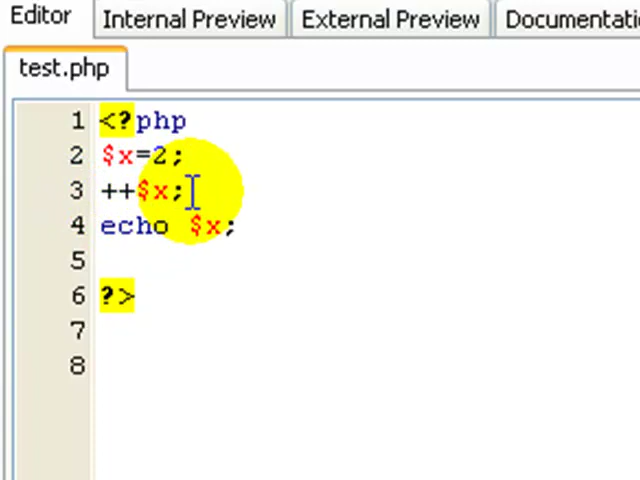 Editor Internal Preview External Preview
test.php
1 <?php
2 $x=2;
3 ++$x;
4 echo $x;
5
6 ?>
7
8